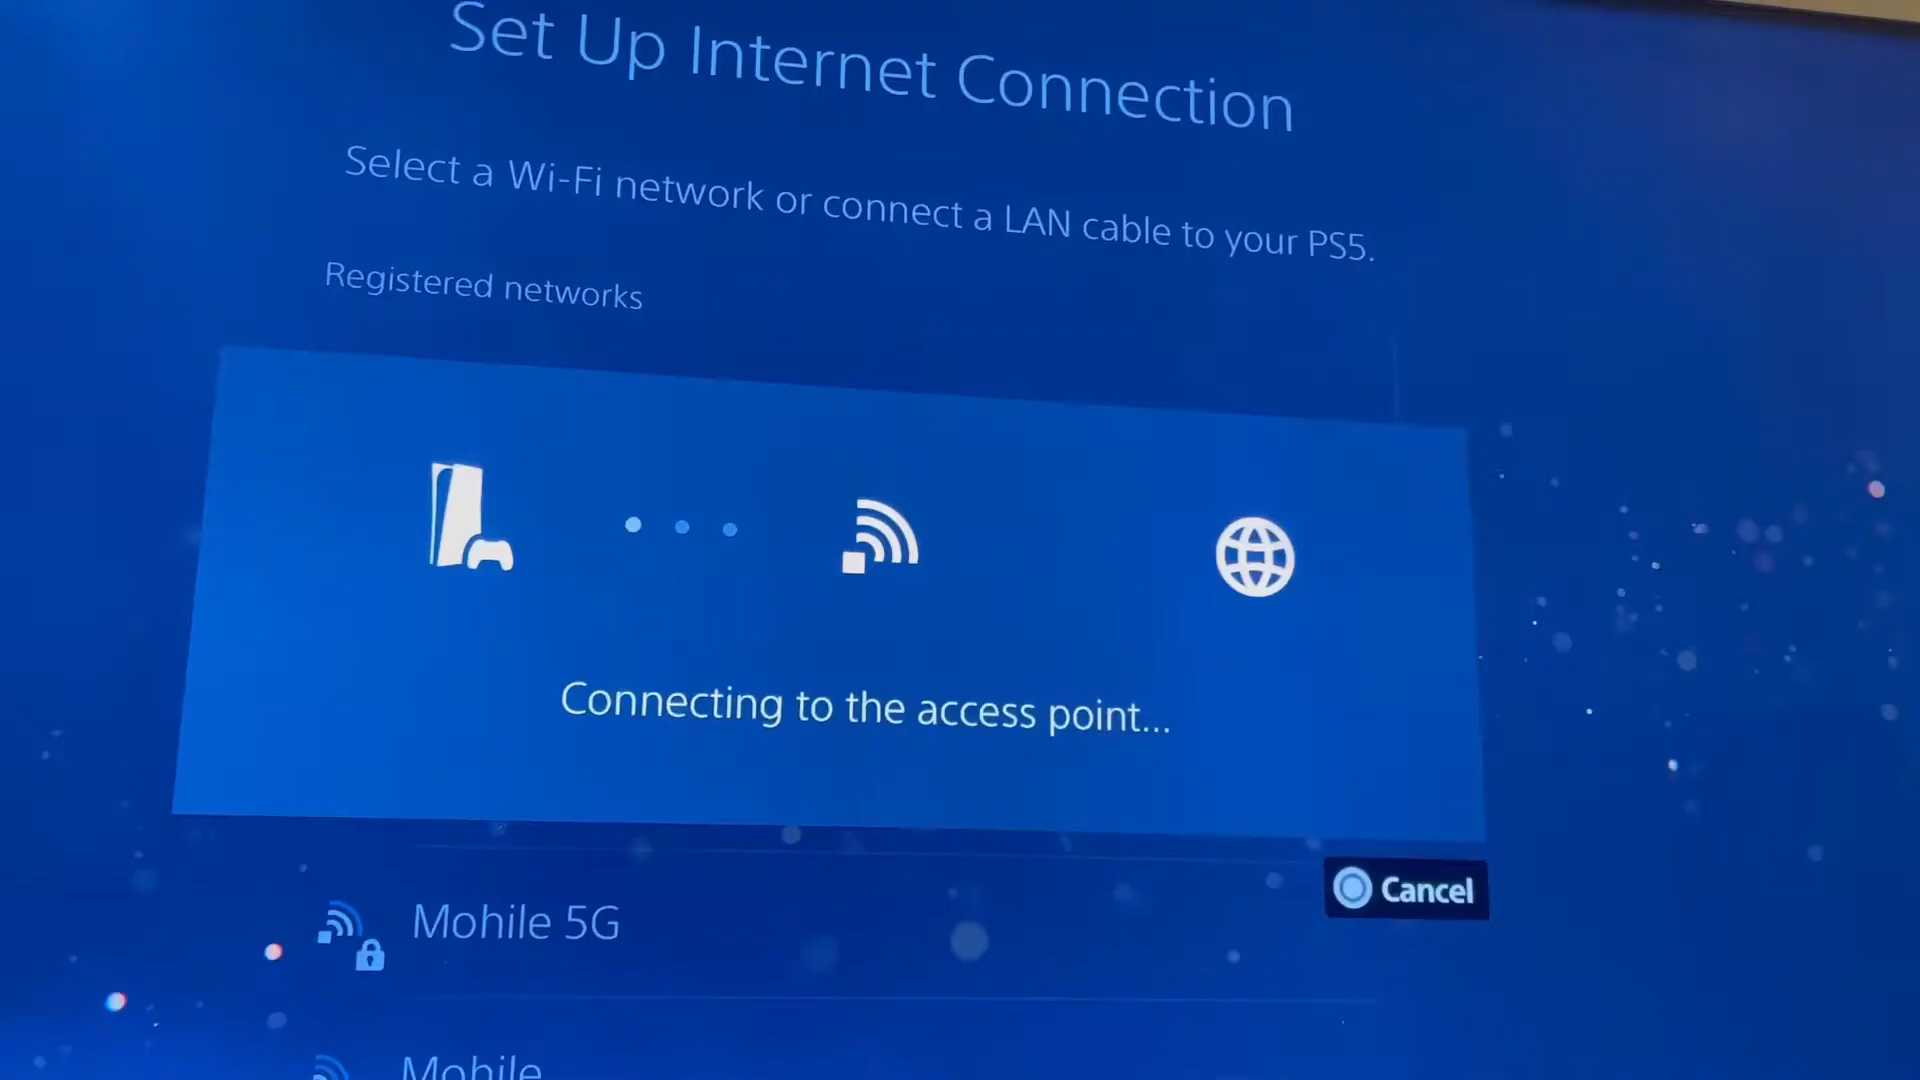 Set Up Internet Connection
Select a Wi-Fi network or connect a LAN cable to your PS5.
Registered networks
Connecting to the access point...
Cancel
Mohile 5G
Mohile